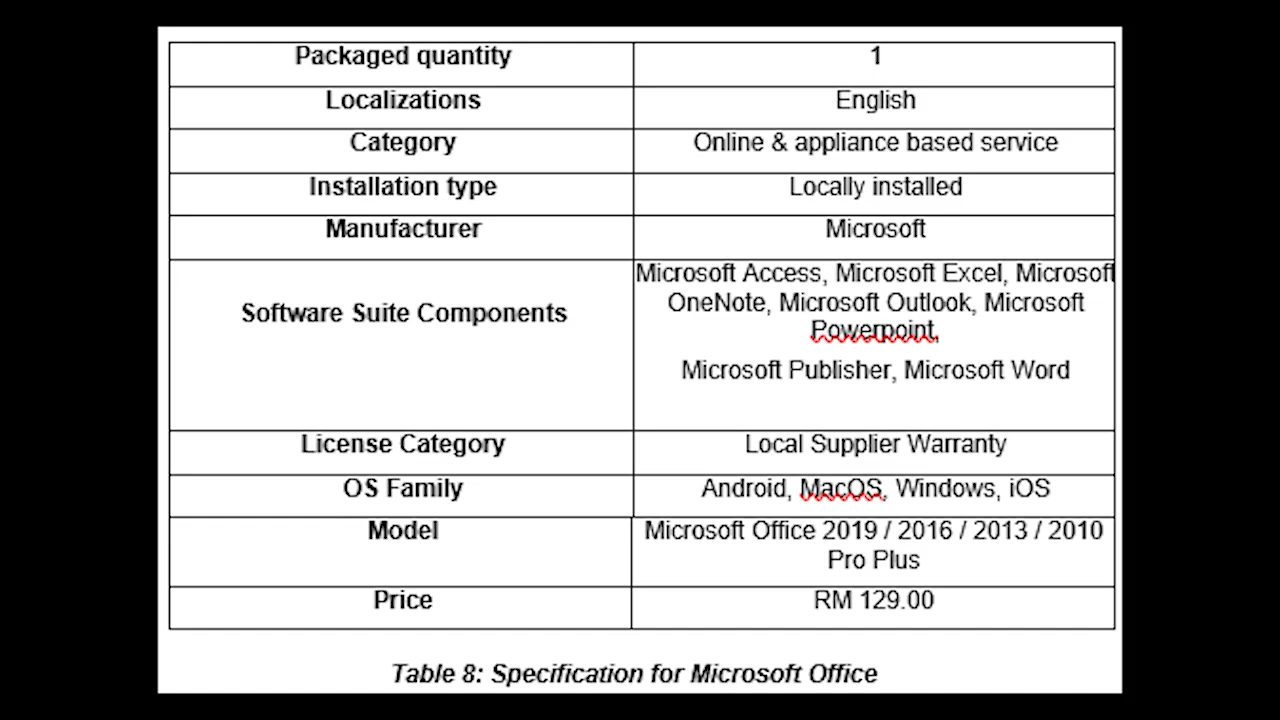 Packaged quantity 1
Localizations English
Category Online & appliance based service
Installation type Locally installed
Manufacturer Microsoft
Software Suite Components
Microsoft Access, Microsoft Excel, Microsoft
OneNote, Microsoft Outlook, Microsoft
Powerpoint,
Microsoft Publisher, Microsoft Word
License Category Local Supplier Warranty
OS Family Android, MacOS, Windows, iOS
Model Microsoft Office 2019 / 2016 / 2013 / 2010
Pro Plus
Price RM 129.00
Table 8: Specification for Microsoft Office